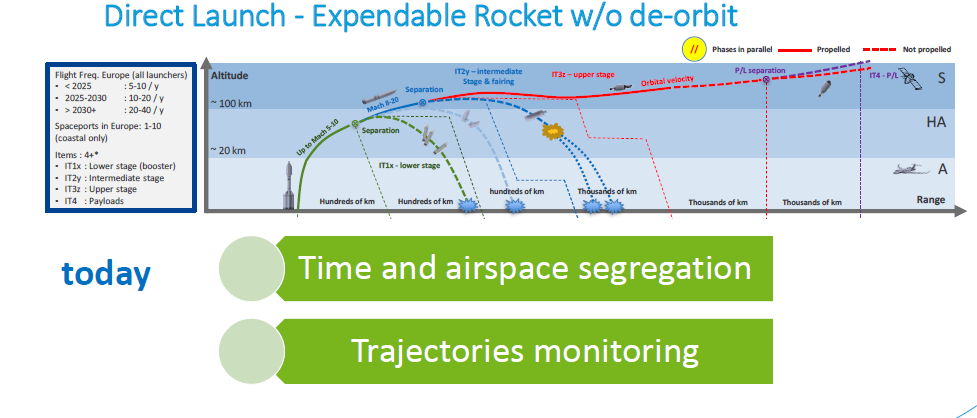 Direct Launch - Expendable Rocket w/o de-orbit
// Phases in parallel Propelled Not propelled
Flight Freq. Europe (all launchers)
• < 2025 : 5-10 / y
• 2025-2030 : 10-20 / y
• > 2030+ : 20-40 / y
Spaceports in Europe: 1-10
(coastal only)
Items : 4+*
• IT1x : Lower stage (booster)
• IT2y : Intermediate stage
• IT3z : Upper stage
• IT4 : Payloads
Altitude
~ 100 km
~ 20 km
Up to Mach 5-10
Separation
IT1x - lower stage
Mach 8-20
Separation
IT2y – intermediate
Stage & fairing
IT3z – upper stage
Orbital velocity
P/L separation
IT4 - P/L
S
HA
A
Hundreds of km
Hundreds of km
hundreds of km
Thousands of km
Thousands of km
Thousands of km
Range
today
Time and airspace segregation
Trajectories monitoring